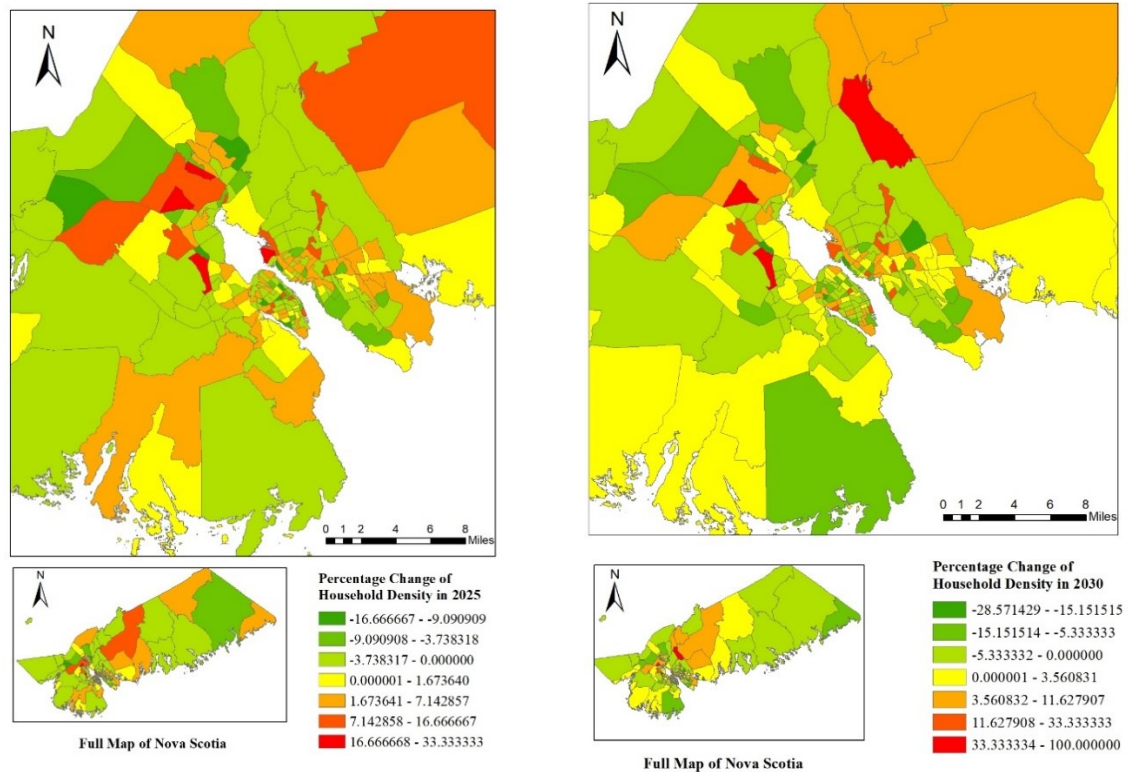 N
0 1 2 4 6 8
Miles
N
Full Map of Nova Scotia
Percentage Change of
Household Density in 2025
-16.666667 - -9.090909
-9.090908 - -3.738318
-3.738317 - 0.000000
0.000001 - 1.673640
1.673641 - 7.142857
7.142858 - 16.666667
16.666668 - 33.333333
N
0 1 2 4 6 8
Miles
N
Full Map of Nova Scotia
Percentage Change of
Household Density in 2030
-28.571429 - -15.151515
-15.151514 - -5.333333
-5.333332 - 0.000000
0.000001 - 3.560831
3.560832 - 11.627907
11.627908 - 33.333333
33.333334 - 100.000000